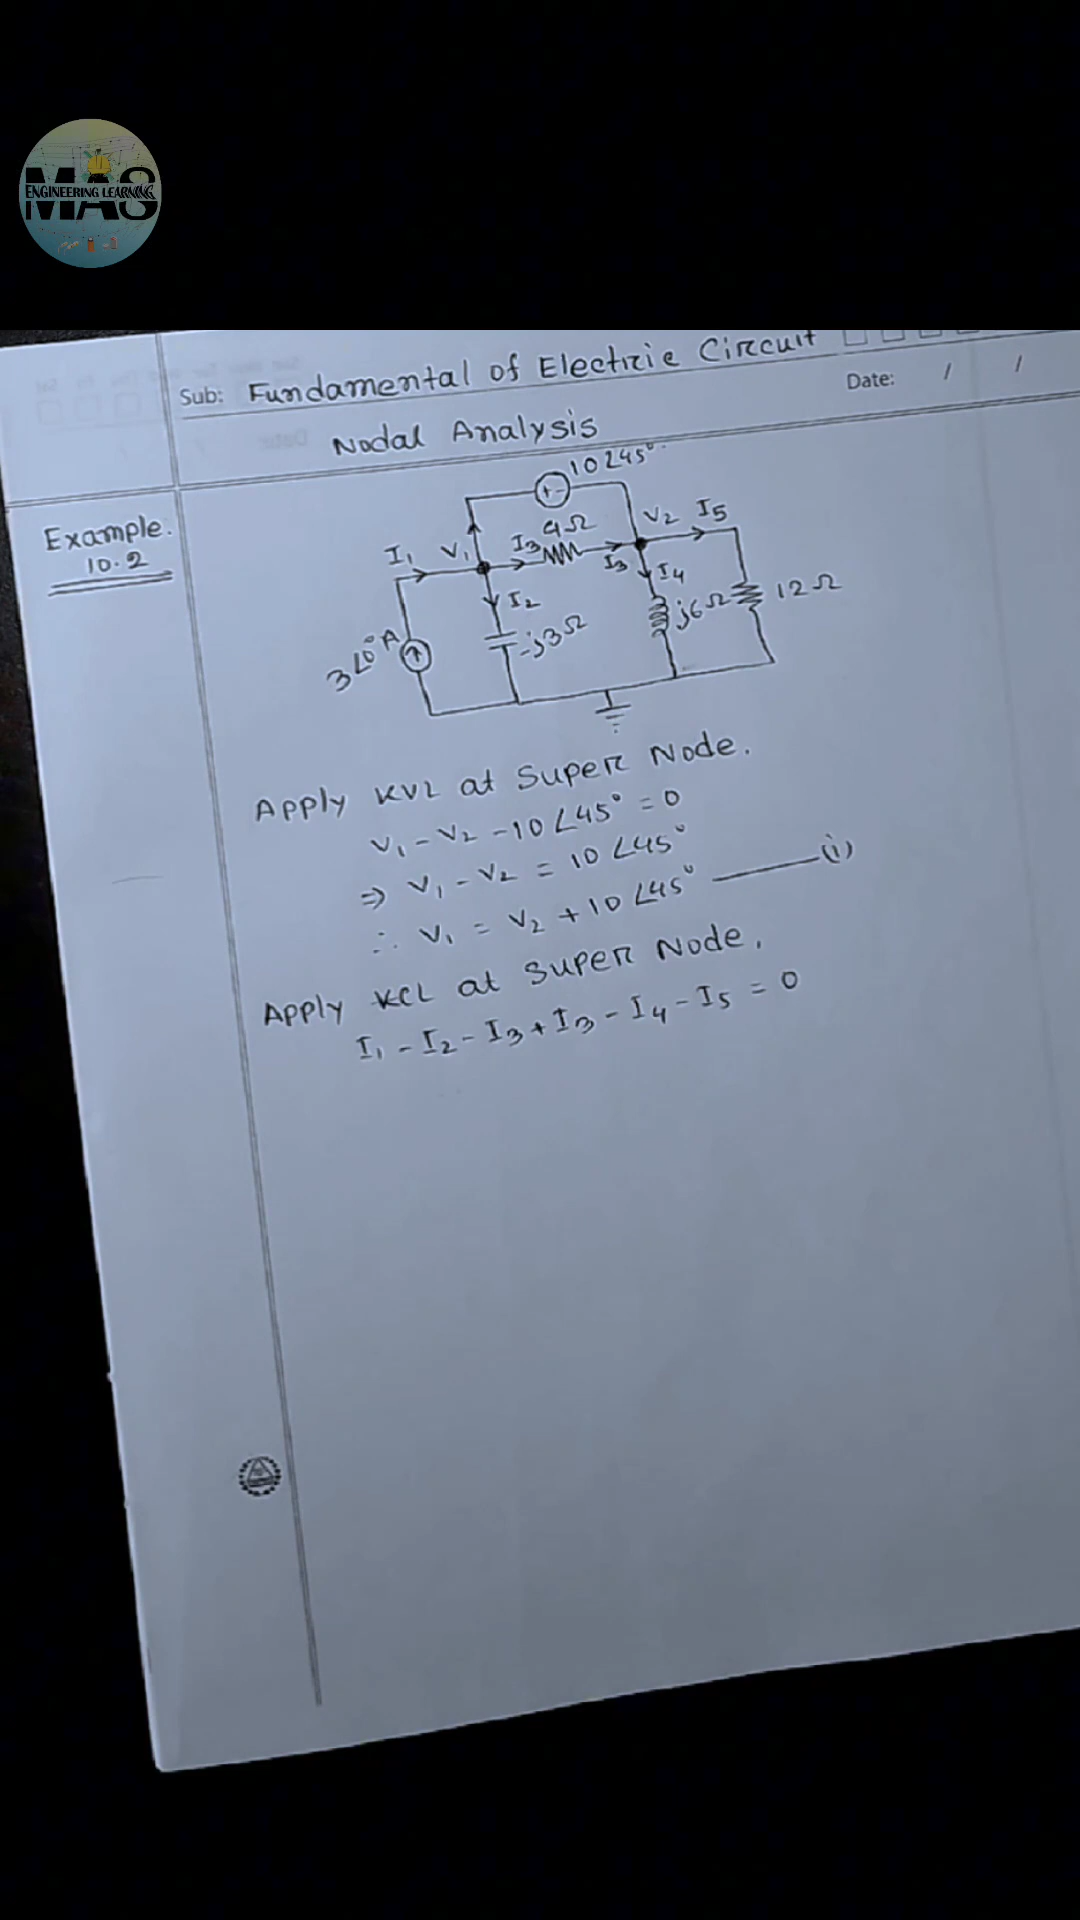 MAS
ENGINEERING LEARNING
Sub: Fundamental of Electric Circuit
Date: / /
Nodal Analysis
Example.
10.2
10∠45°
I₁ V₁ I₃ 4Ω V₂ I₅
I₃ I₄
I₂
3∠0°A -j3Ω j6Ω 12Ω
Apply KVL at Super Node.
V₁ - V₂ - 10∠45° = 0
⇒ V₁ - V₂ = 10∠45°
∴ V₁ = V₂ + 10∠45° ——— (i)
Apply KCL at Super Node.
I₁ - I₂ - I₃ + I₃ - I₄ - I₅ = 0